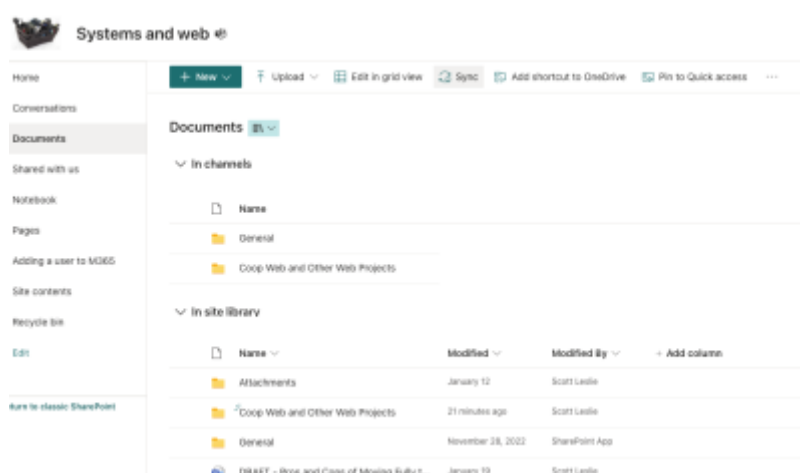 Systems and web
+ New Upload Edit in grid view Sync Add shortcut to OneDrive Pin to Quick access ...
Home
Conversations
Documents
Shared with us
Notebook
Pages
Adding a user to M365
Site contents
Recycle bin
Edit
turn to classic SharePoint
Documents
In channels
Name
General
Coop Web and Other Web Projects
In site library
Name Modified Modified By + Add column
Attachments January 12 Scott Leslie
Coop Web and Other Web Projects 21 minutes ago Scott Leslie
General November 28, 2022 SharePoint App
DRAFT - Pros and Cons of Moving Fully t... January 19 Scott Leslie